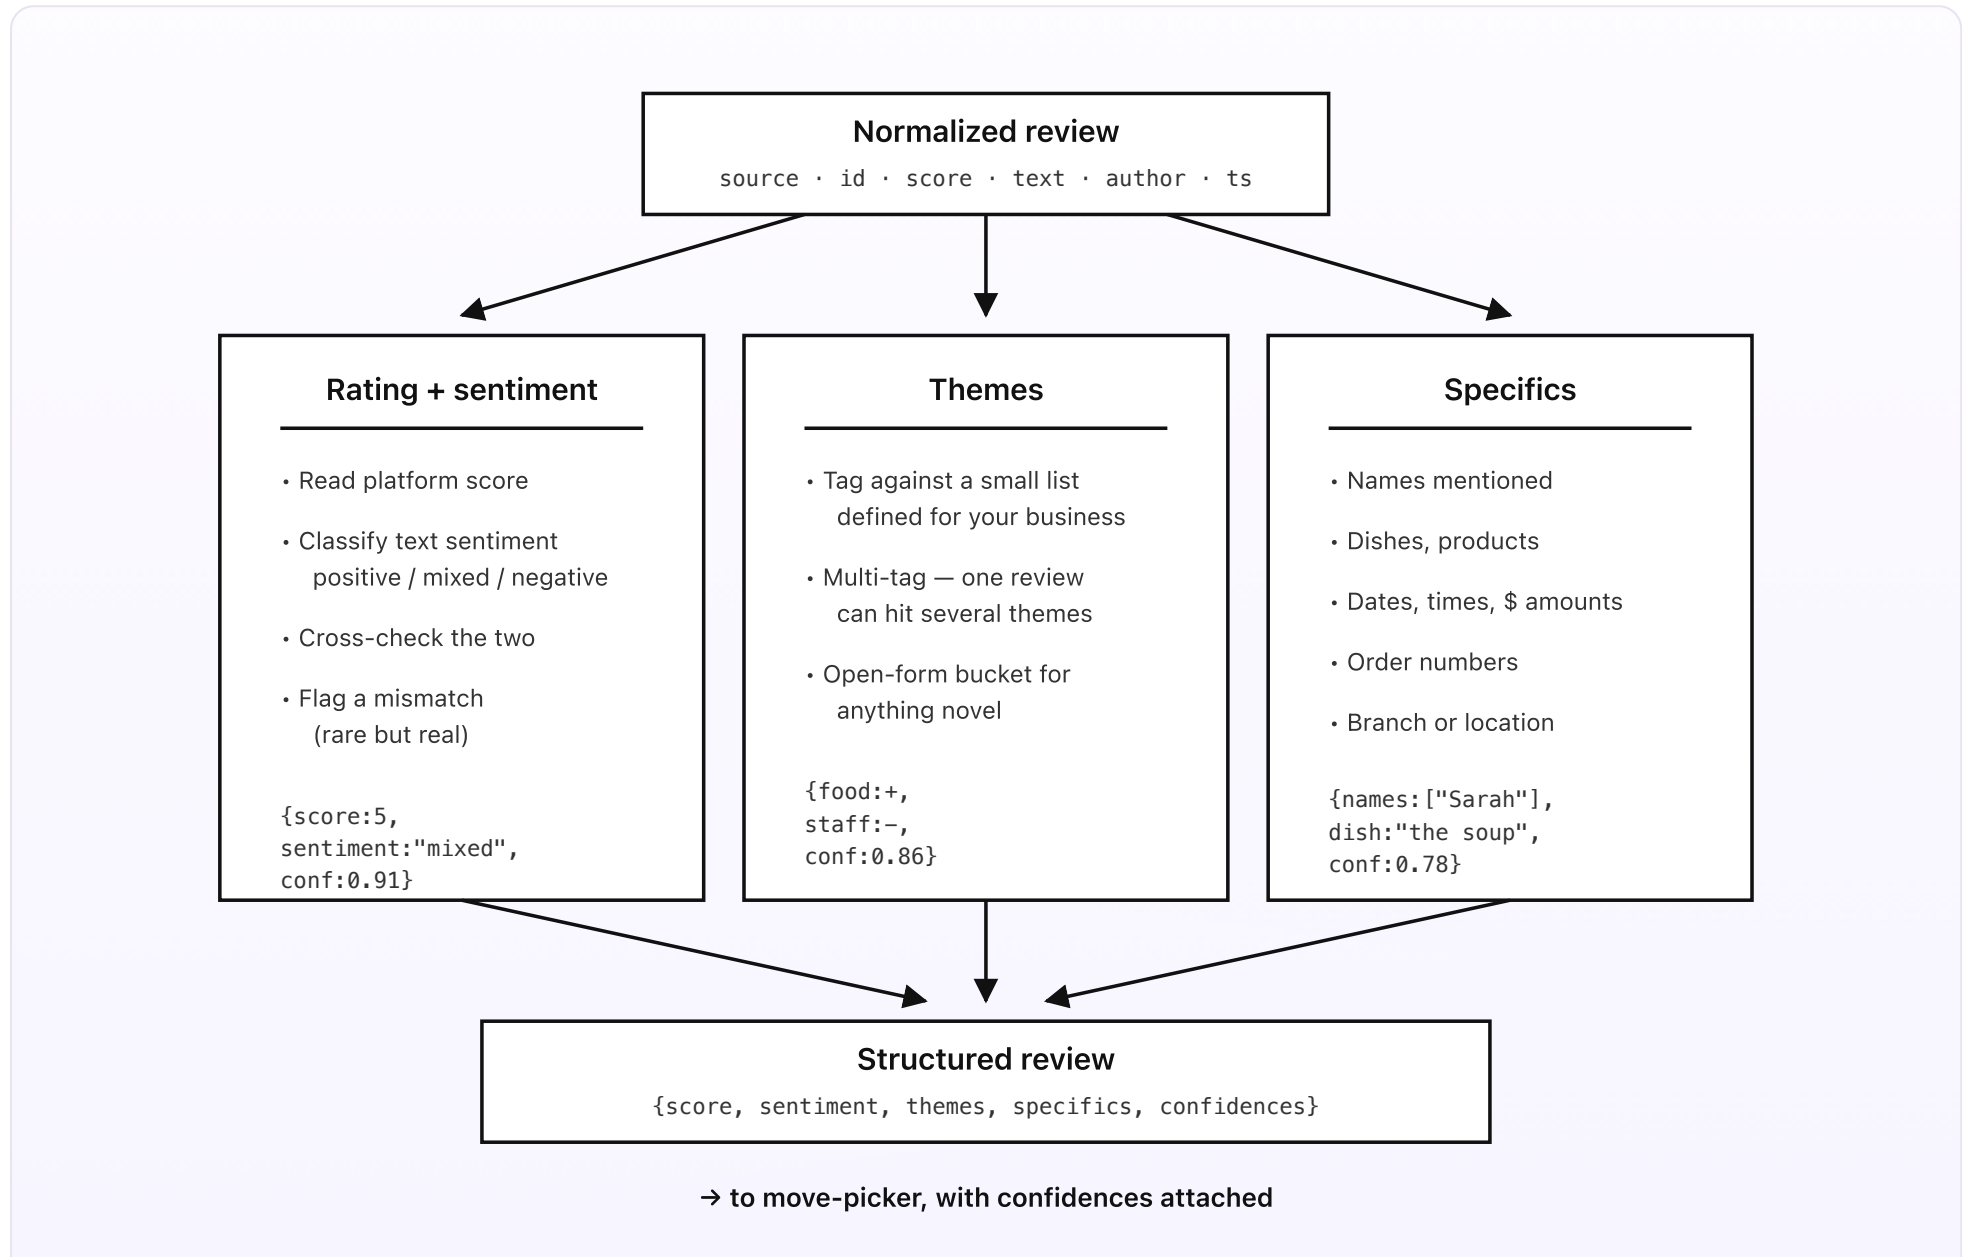 Normalized review
source · id · score · text · author · ts
Rating + sentiment
• Read platform score
• Classify text sentiment
positive / mixed / negative
• Cross-check the two
• Flag a mismatch
(rare but real)
{score:5,
sentiment:"mixed",
conf:0.91}
Themes
• Tag against a small list
defined for your business
• Multi-tag — one review
can hit several themes
• Open-form bucket for
anything novel
{food:+,
staff:−,
conf:0.86}
Specifics
• Names mentioned
• Dishes, products
• Dates, times, $ amounts
• Order numbers
• Branch or location
{names:["Sarah"],
dish:"the soup",
conf:0.78}
Structured review
{score, sentiment, themes, specifics, confidences}
→ to move-picker, with confidences attached